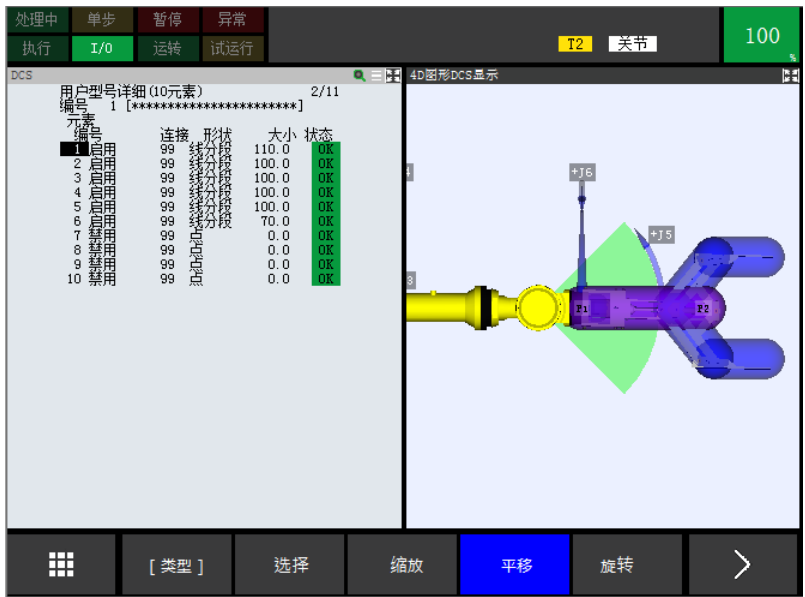 处理中 单步 暂停 异常
执行 I/O 运转 试运行
T2 关节
100 %
DCS
用户型号详细(10元素) 2/11
编号 1 [************************]
元素
编号 连接 形状 大小 状态
1 启用 99 线分段 110.0 OK
2 启用 99 线分段 100.0 OK
3 启用 99 线分段 100.0 OK
4 启用 99 线分段 100.0 OK
5 启用 99 线分段 100.0 OK
6 启用 99 线分段 70.0 OK
7 禁用 99 点 0.0 OK
8 禁用 99 点 0.0 OK
9 禁用 99 点 0.0 OK
10 禁用 99 点 0.0 OK
4D图形DCS显示
+J6
+J5
3
P1
P2
[ 类型 ] 选择 缩放 平移 旋转